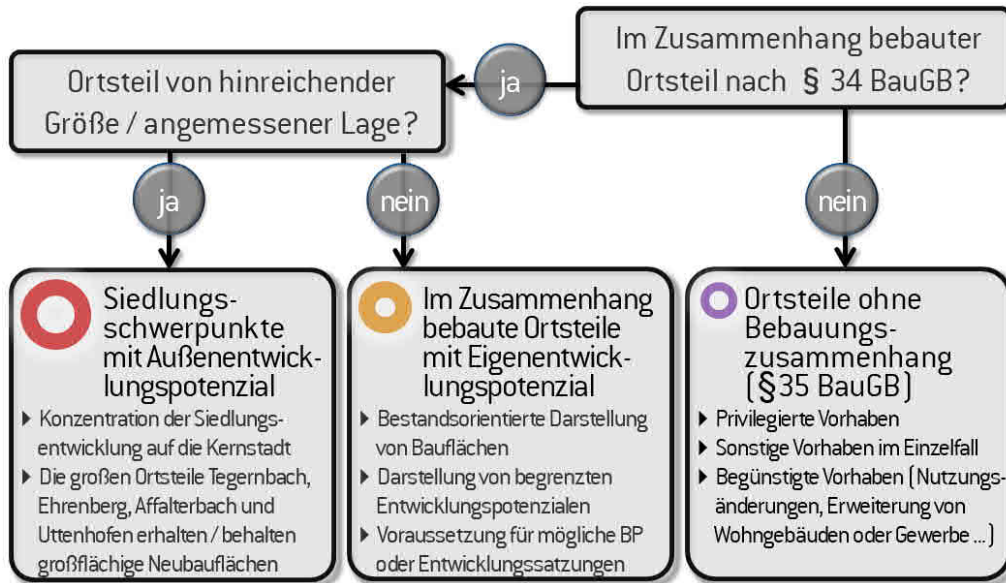 Im Zusammenhang bebauter
Ortsteil nach § 34 BauGB?
ja
Ortsteil von hinreichender
Größe / angemessener Lage?
ja
nein
nein
Siedlungs-
schwerpunkte
mit Außenentwick-
lungspotenzial
Konzentration der Siedlungs-
entwicklung auf die Kernstadt
Die großen Ortsteile Tegernbach,
Ehrenberg, Affalterbach und
Uttenhofen erhalten / behalten
großflächige Neubauflächen
Im Zusammenhang
bebaute Ortsteile
mit Eigenentwick-
lungspotenzial
Bestandsorientierte Darstellung
von Bauflächen
Darstellung von begrenzten
Entwicklungspotenzialen
Voraussetzung für mögliche BP
oder Entwicklungssatzungen
Ortsteile ohne
Bebauungs-
zusammenhang
(§35 BauGB)
Privilegierte Vorhaben
Sonstige Vorhaben im Einzelfall
Begünstigte Vorhaben (Nutzungs-
änderungen, Erweiterung von
Wohngebäuden oder Gewerbe ...)